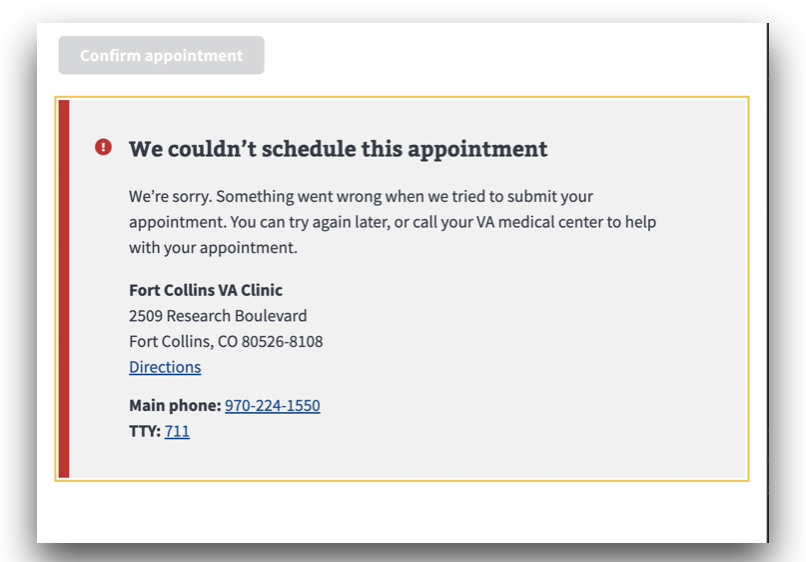 Confirm appointment
We couldn’t schedule this appointment
We’re sorry. Something went wrong when we tried to submit your
appointment. You can try again later, or call your VA medical center to help
with your appointment.
Fort Collins VA Clinic
2509 Research Boulevard
Fort Collins, CO 80526-8108
Directions
Main phone: 970-224-1550
TTY: 711